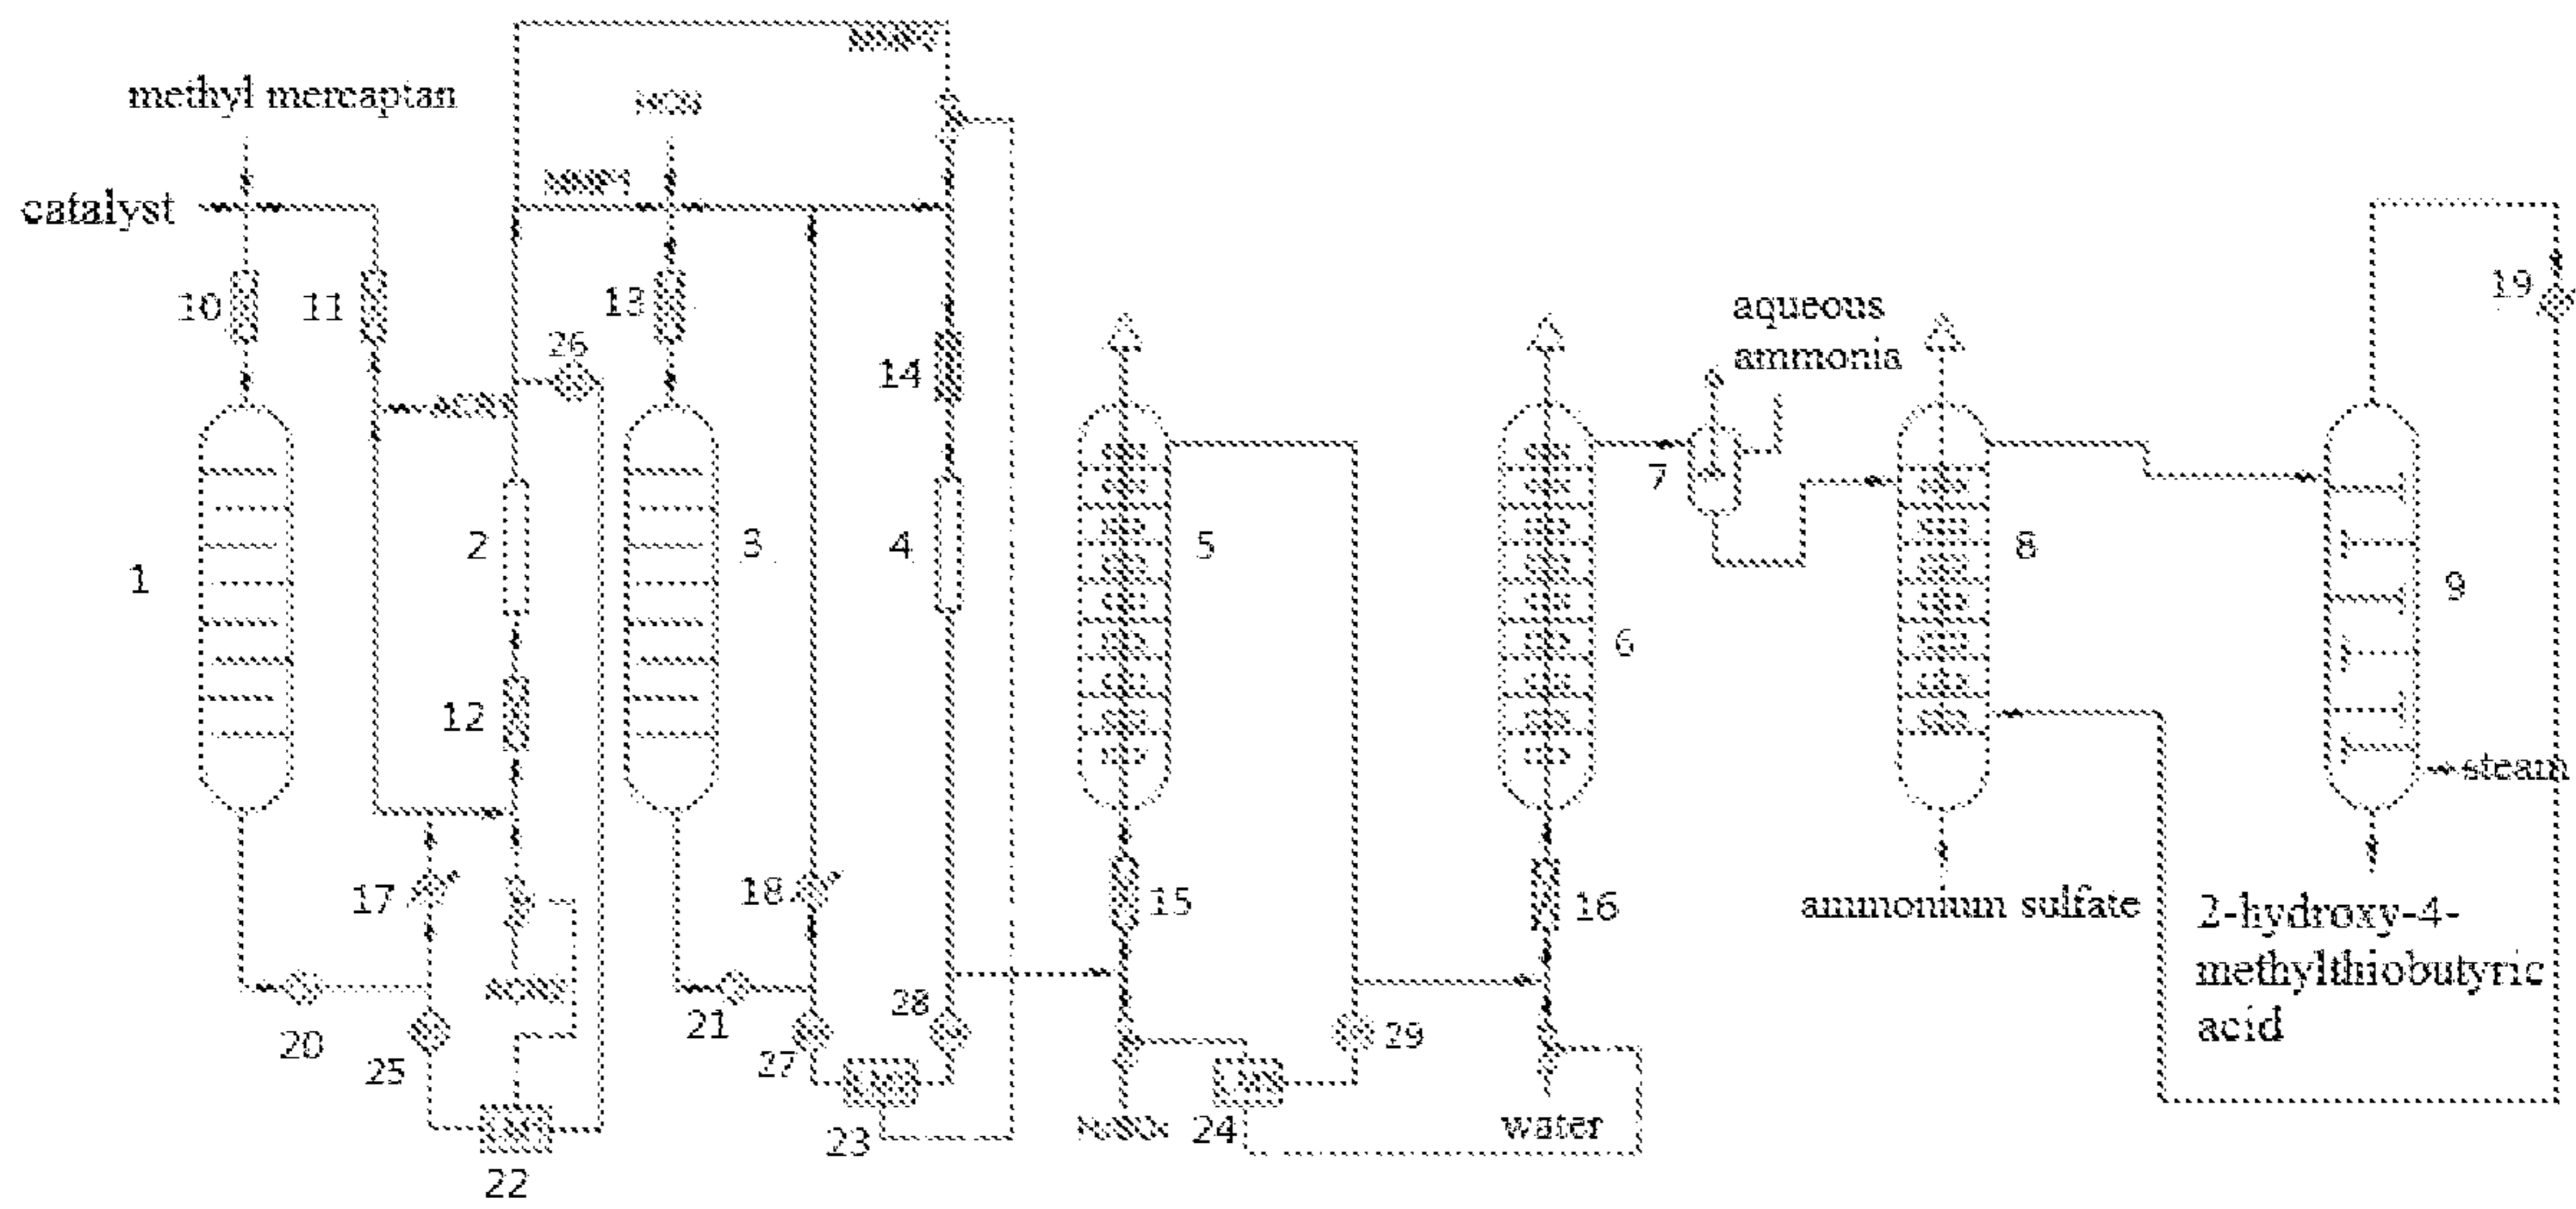 methyl mercaptan
HCN
catalyst
10
11
13
19
aqueous
ammonia
26
14
7
2
3
4
5
8
1
9
6
12
steam
17
18
15
16
ammonium sulfate
2-hydroxy-4-
methylthiobutyric
acid
28
20
21
29
25
27
23
24
water
22